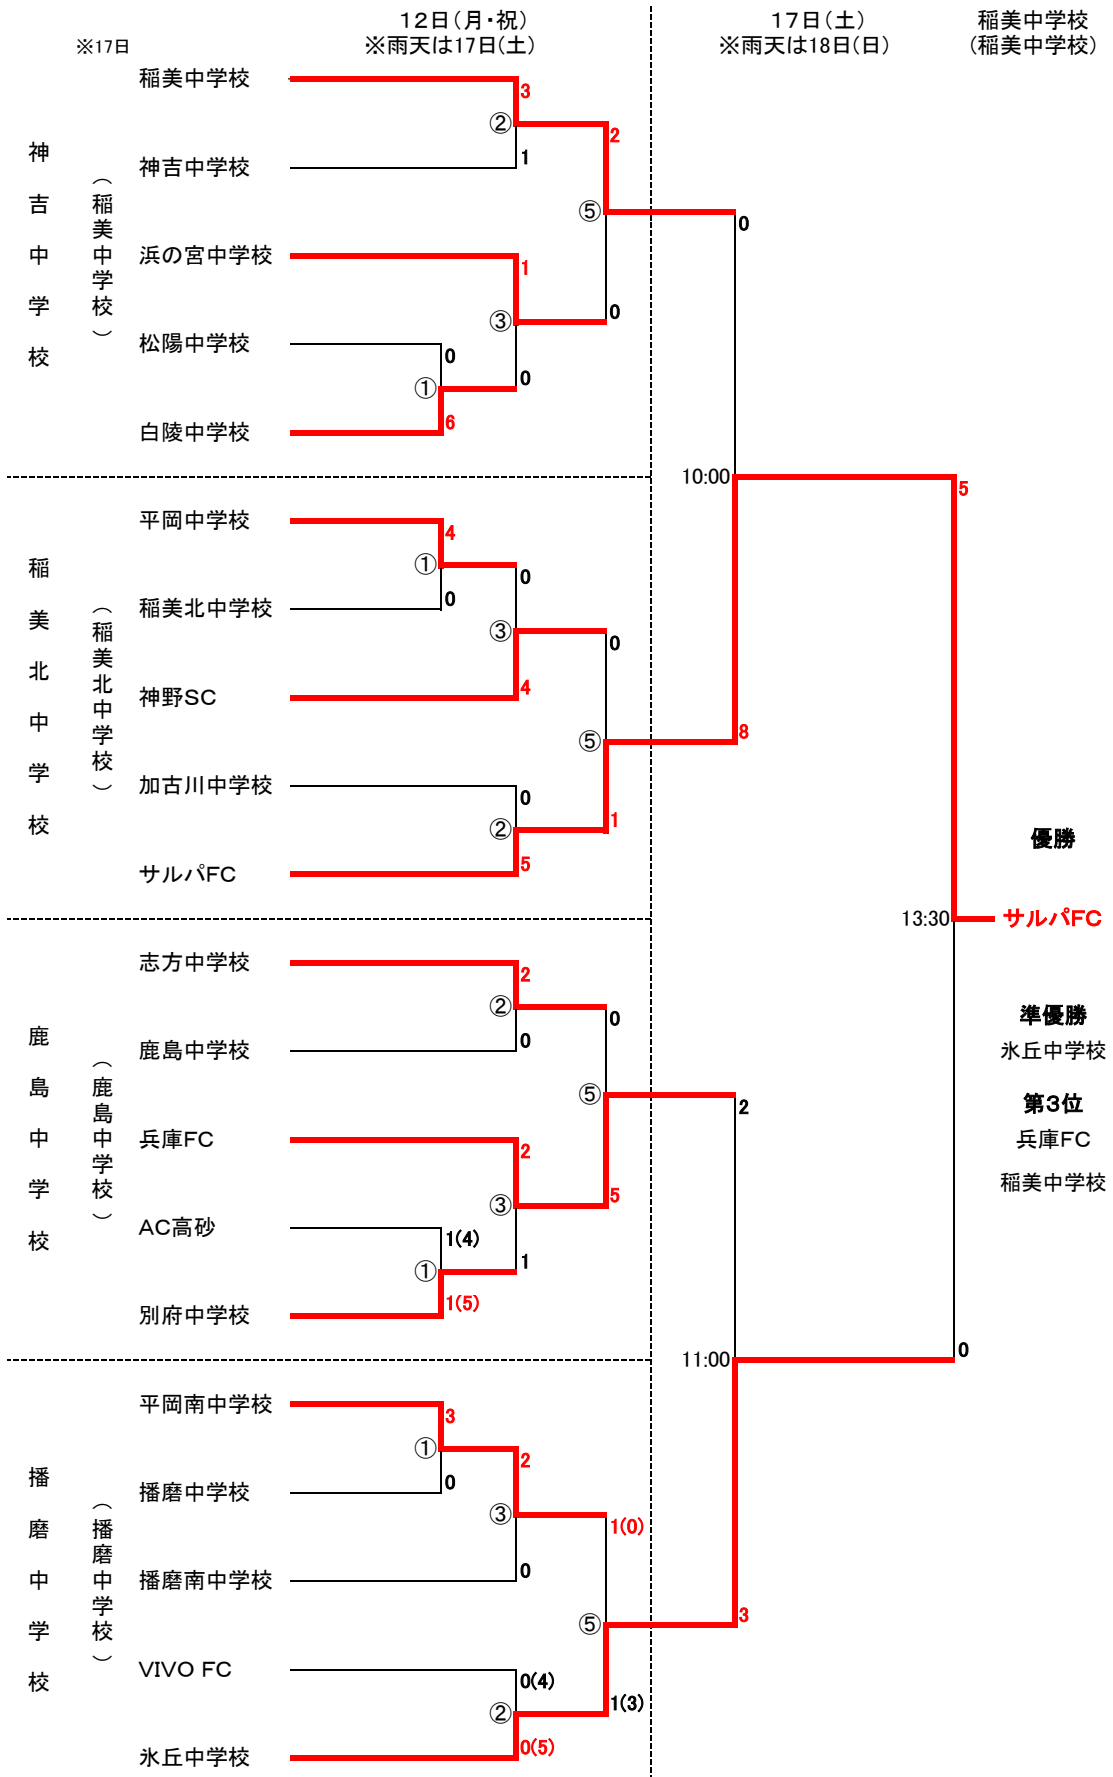 12日(月・祝)
17日(土)
稲美中学校
※17日
※雨天は17日(土)
※雨天は18日(日)
(稲美中学校)
神吉中学校
(稲美中学校)
稲美中学校
3
②
2
1
神吉中学校
⑤
0
浜の宮中学校
1
③
0
松陽中学校
0
0
①
6
白陵中学校
10:00
5
稲美北中学校
(稲美北中学校)
平岡中学校
4
①
0
0
稲美北中学校
③
0
神野SC
4
⑤
8
加古川中学校
0
②
1
サルパFC
5
優勝
13:30
サルパFC
鹿島中学校
(鹿島中学校)
志方中学校
2
②
0
0
鹿島中学校
⑤
2
準優勝
氷丘中学校
第3位
兵庫FC
稲美中学校
兵庫FC
2
③
5
AC高砂
1(4)
1
①
1(5)
別府中学校
11:00
0
播磨中学校
(播磨中学校)
平岡南中学校
3
①
2
0
播磨中学校
③
1(0)
0
播磨南中学校
⑤
3
VIVO FC
0(4)
②
1(3)
0(5)
氷丘中学校